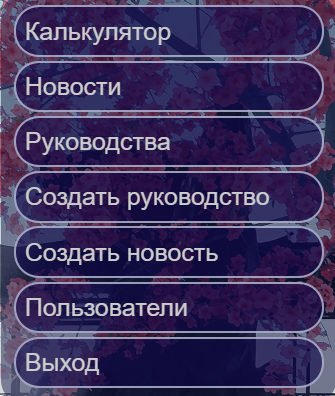 Калькулятор
Новости
Руководства
Создать руководство
Создать новость
Пользователи
Выход